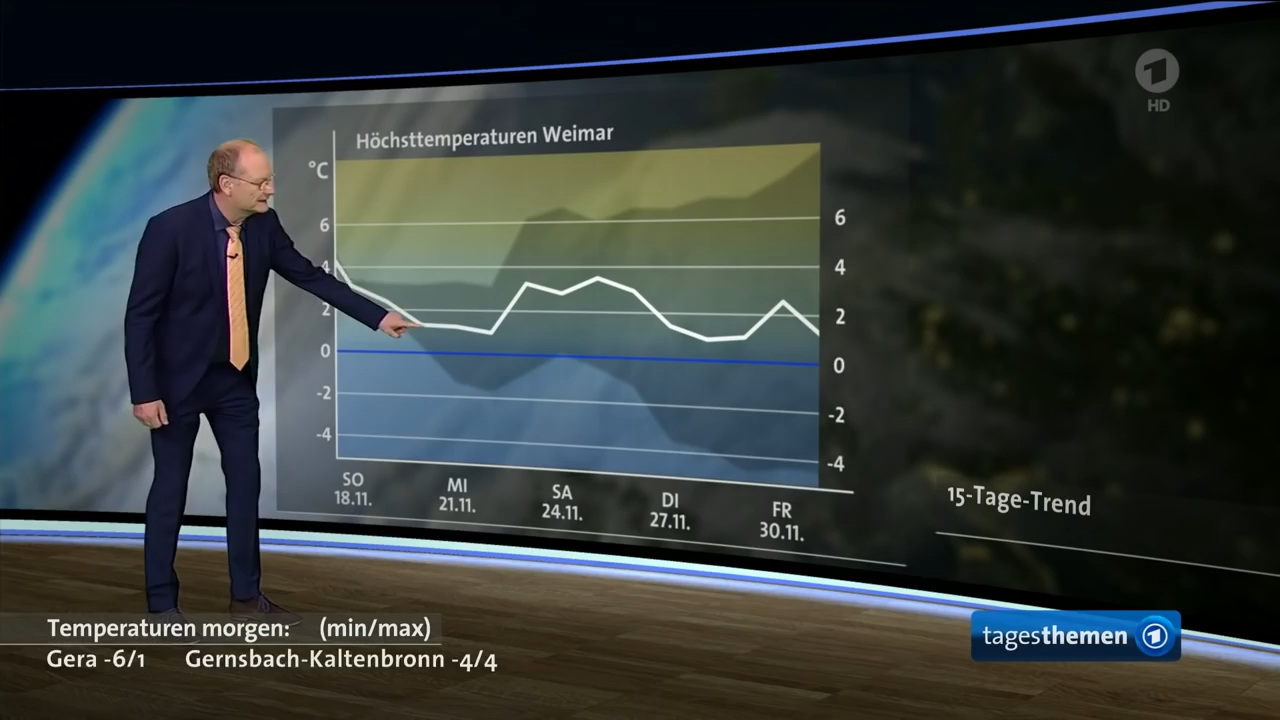 HD
Höchsttemperaturen Weimar
°C
6
4
2
0
-2
-4
6
4
2
0
-2
-4
SO
18.11.
MI
21.11.
SA
24.11.
DI
27.11.
FR
30.11.
15-Tage-Trend
Temperaturen morgen: (min/max)
Gera -6/1 Gernsbach-Kaltenbronn -4/4
tagesthemen